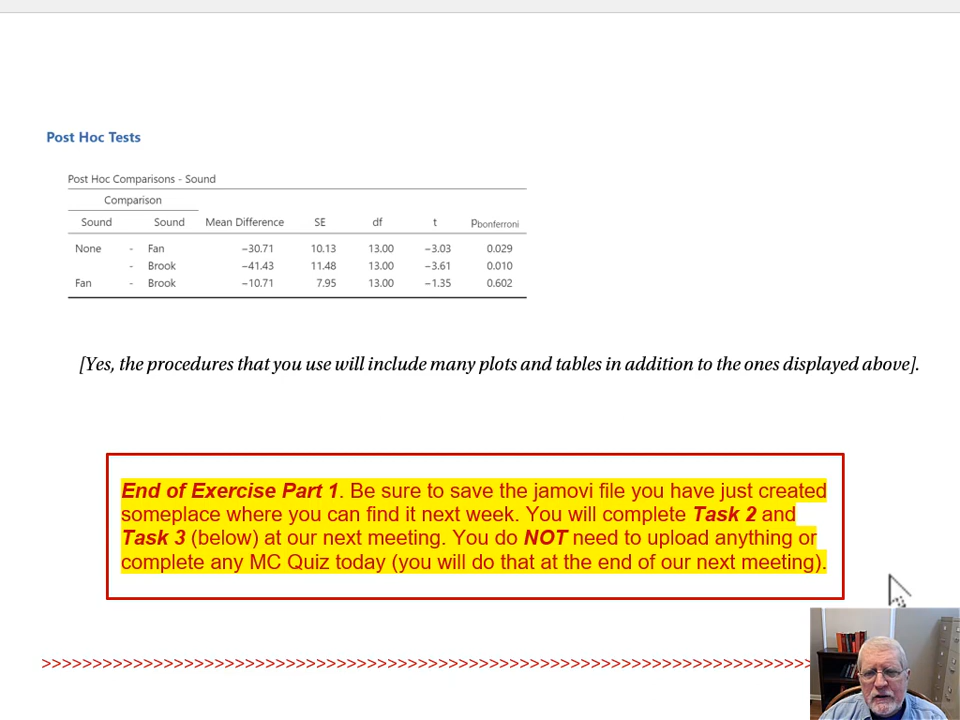 Post Hoc Tests
Post Hoc Comparisons - Sound
Comparison
Sound Sound Mean Difference SE df t pbonferroni
None - Fan −30.71 10.13 13.00 −3.03 0.029
- Brook −41.43 11.48 13.00 −3.61 0.010
Fan - Brook −10.71 7.95 13.00 −1.35 0.602
[Yes, the procedures that you use will include many plots and tables in addition to the ones displayed above].
End of Exercise Part 1. Be sure to save the jamovi file you have just created
someplace where you can find it next week. You will complete Task 2 and
Task 3 (below) at our next meeting. You do NOT need to upload anything or
complete any MC Quiz today (you will do that at the end of our next meeting).
>>>>>>>>>>>>>>>>>>>>>>>>>>>>>>>>>>>>>>>>>>>>>>>>>>>>>>>>>>>>>>>>>>>>>>>>>>>